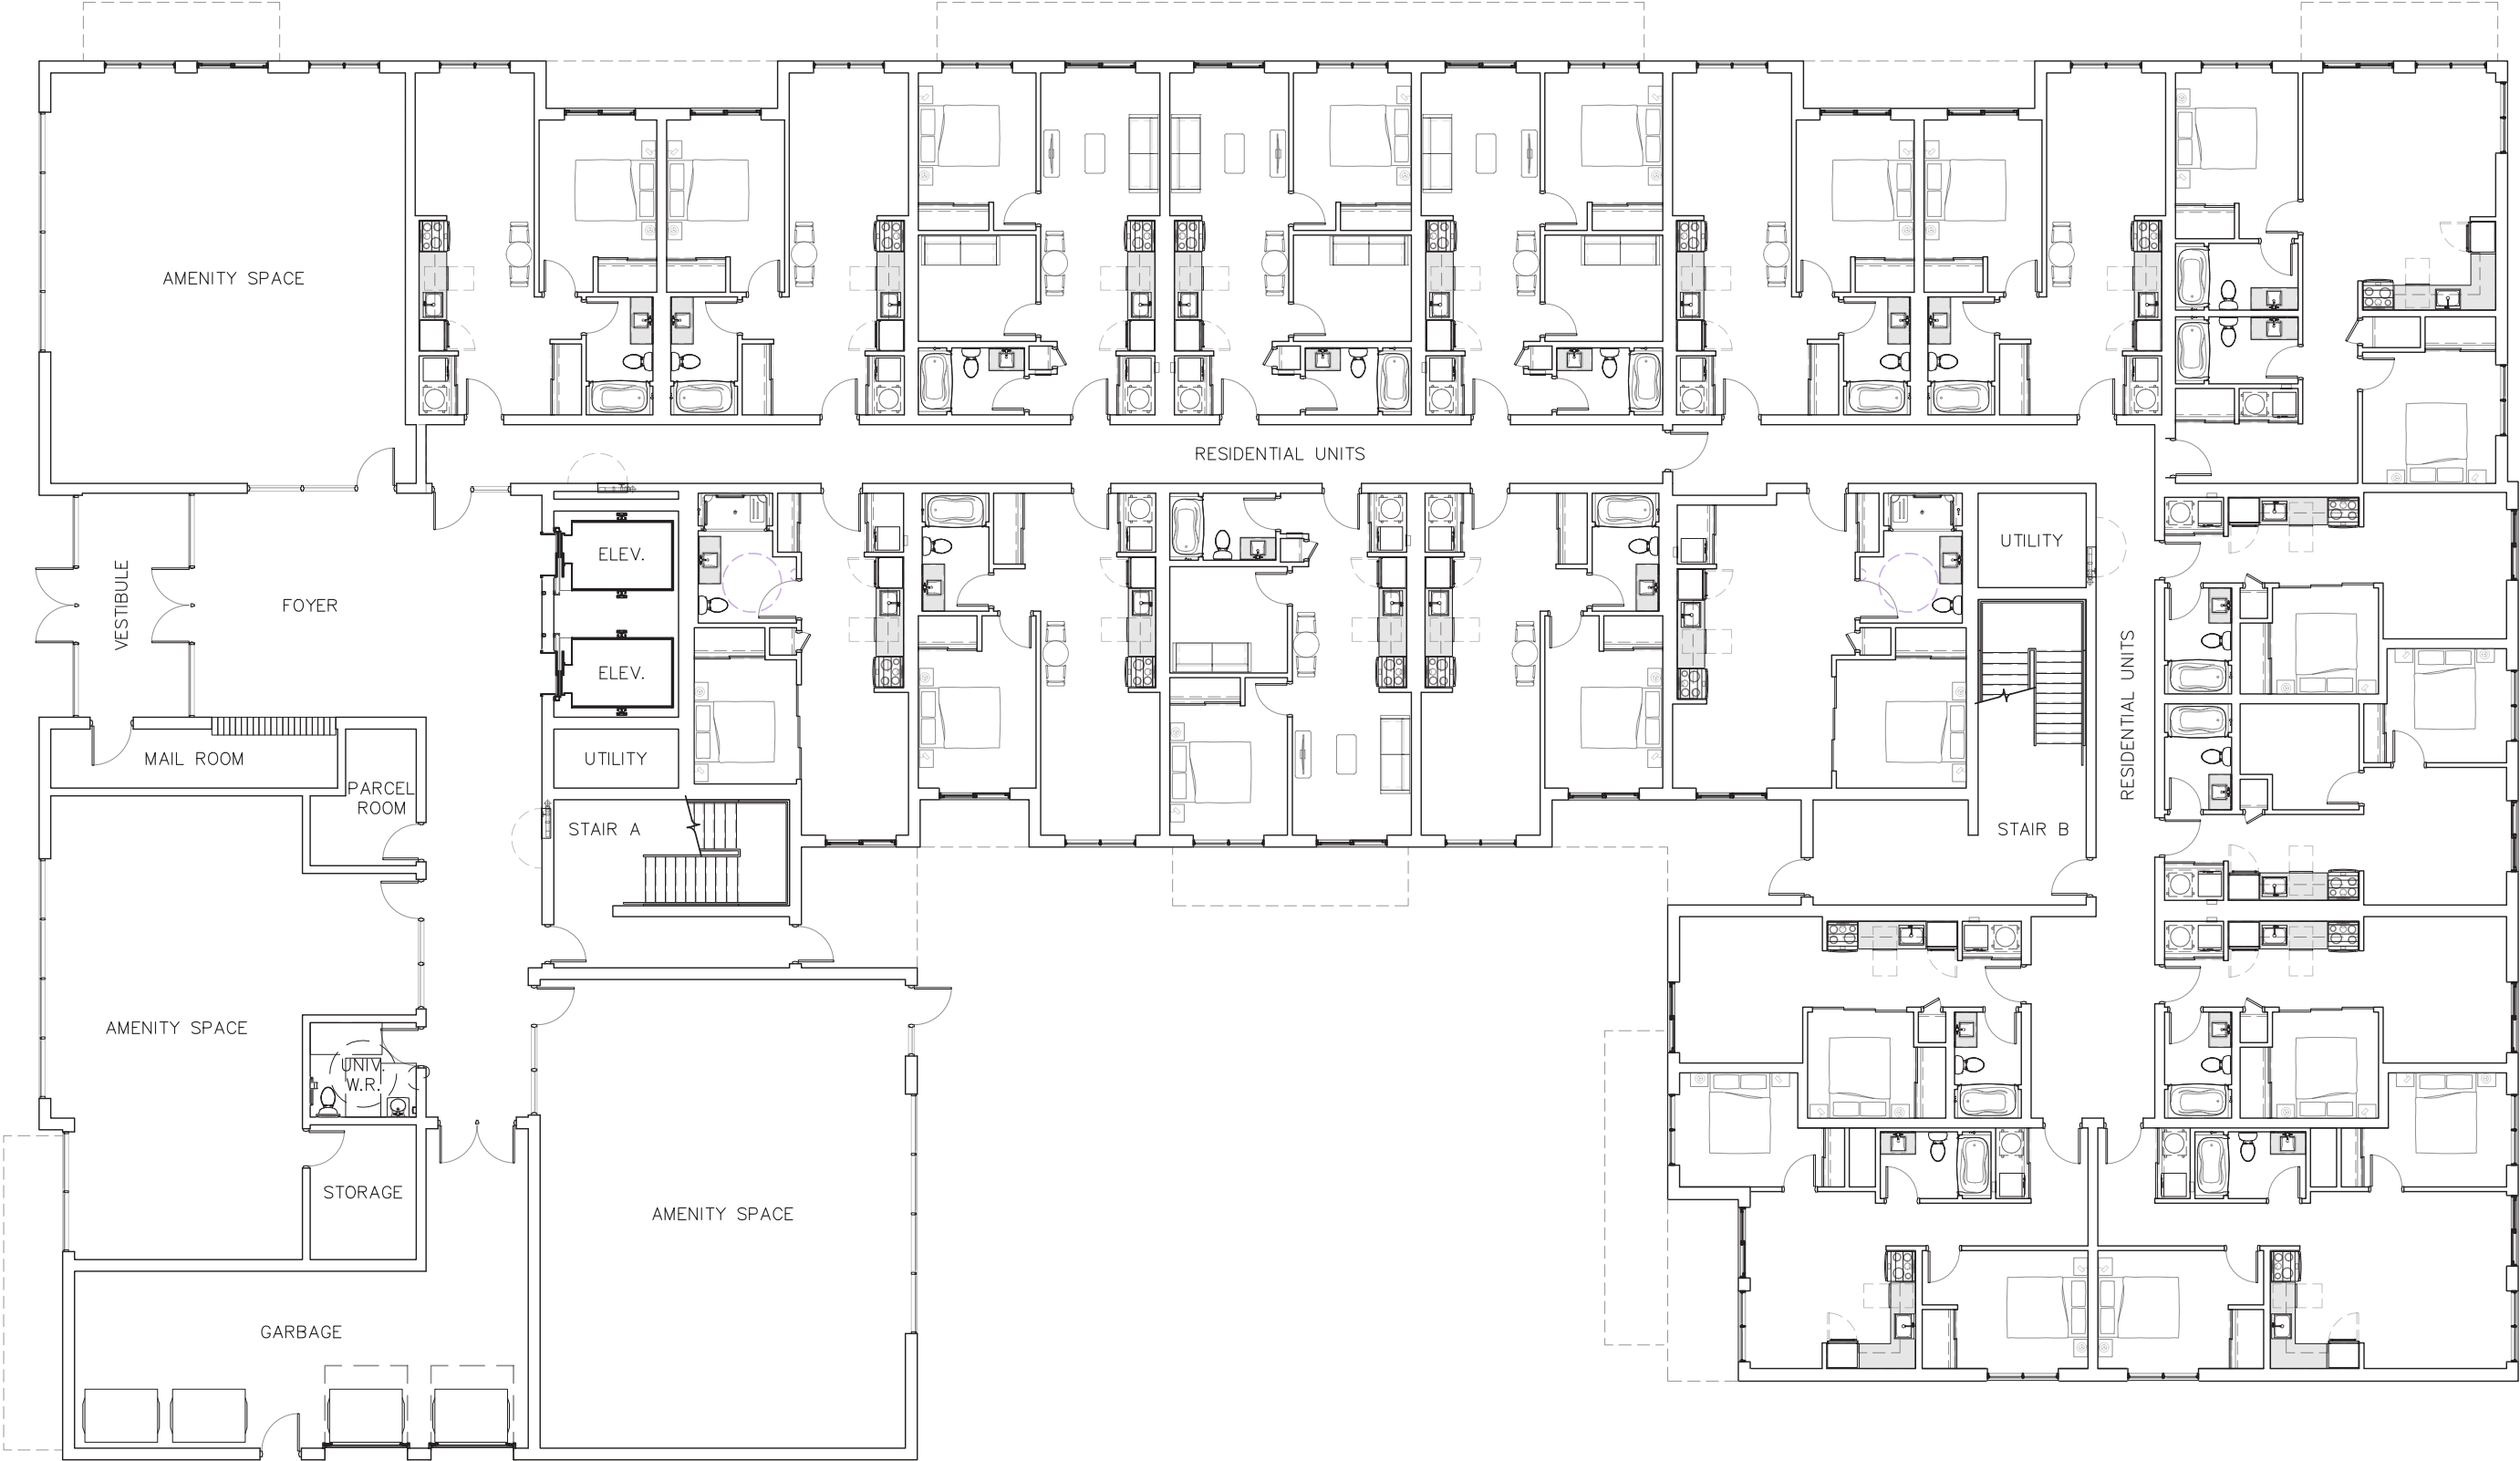 AMENITY SPACE
RESIDENTIAL UNITS
VESTIBULE
FOYER
ELEV.
ELEV.
UTILITY
UTILITY
RESIDENTIAL UNITS
MAIL ROOM
PARCEL
ROOM
STAIR A
STAIR B
AMENITY SPACE
UNIV.
W.R.
STORAGE
AMENITY SPACE
GARBAGE